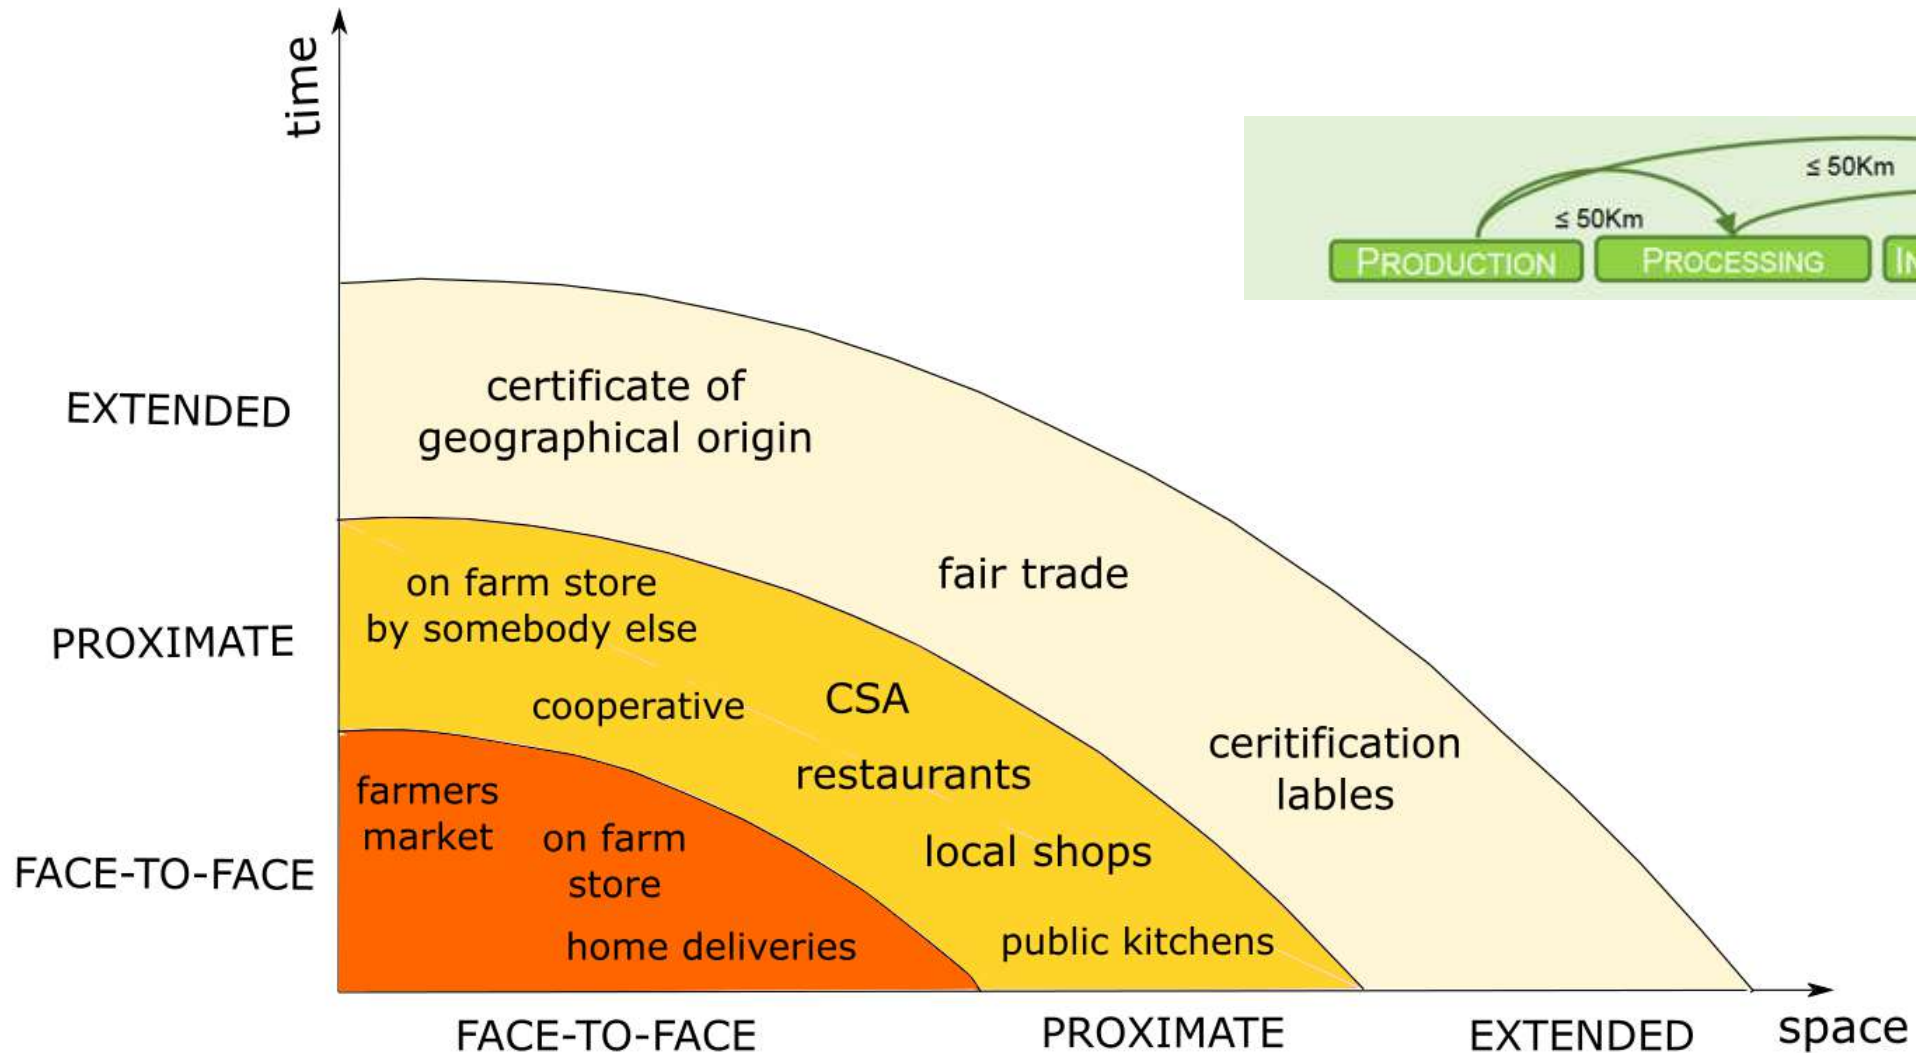 time
≤ 50Km
≤ 50Km
PRODUCTION
PROCESSING
EXTENDED
certificate of
geographical origin
fair trade
PROXIMATE
on farm store
by somebody else
cooperative
CSA
restaurants
local shops
public kitchens
ceritification
lables
FACE-TO-FACE
farmers
market
on farm
store
home deliveries
FACE-TO-FACE
PROXIMATE
EXTENDED
space